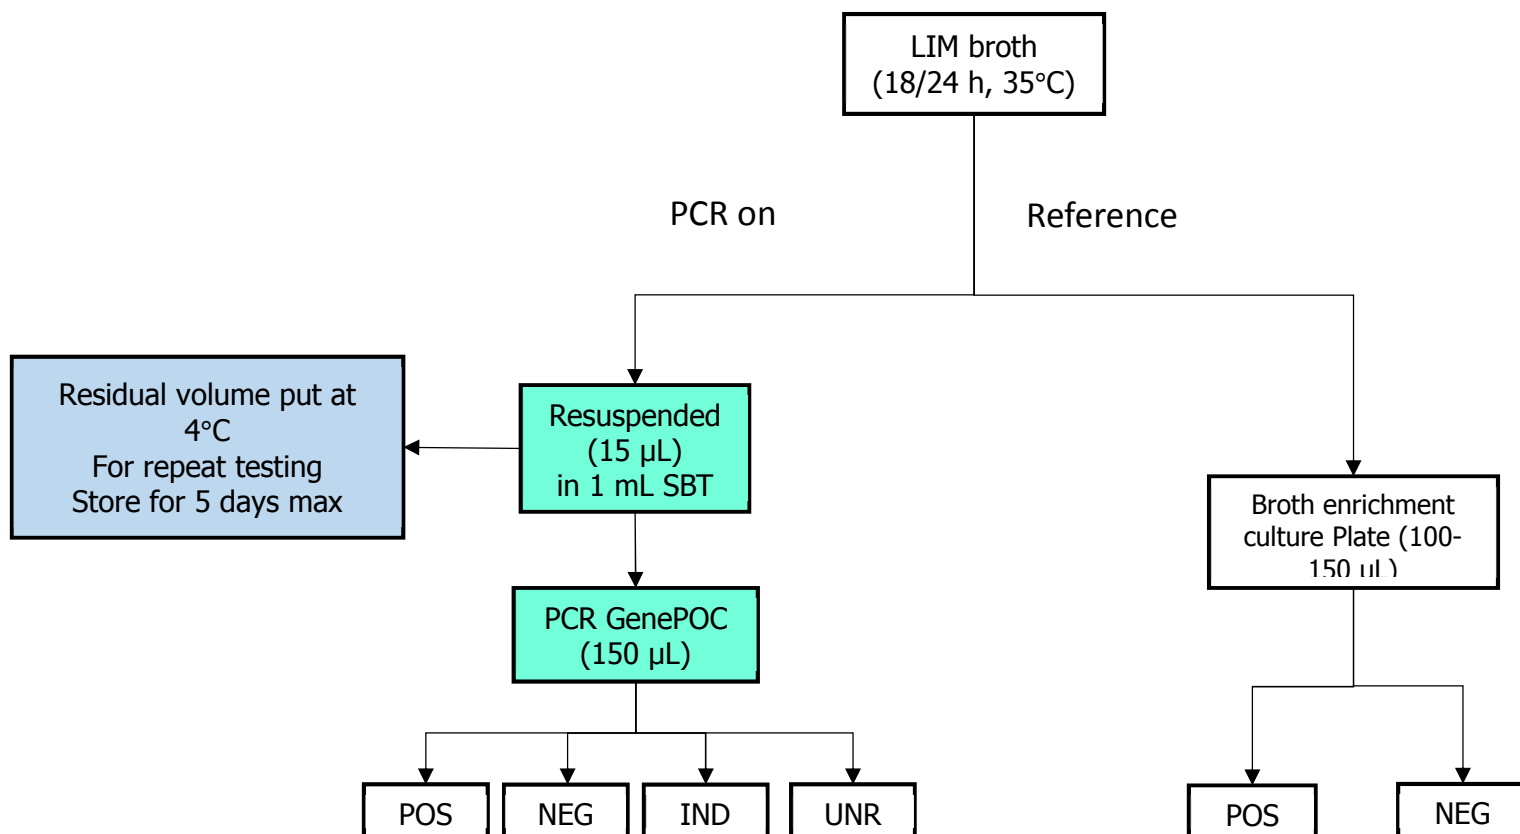 LIM broth
(18/24 h, 35°C)
PCR on
Reference
Residual volume put at
4°C
For repeat testing
Store for 5 days max
Resuspended
(15 µL)
in 1 mL SBT
Broth enrichment
culture Plate (100-
150 µL)
PCR GenePOC
(150 µL)
POS
NEG
IND
UNR
POS
NEG